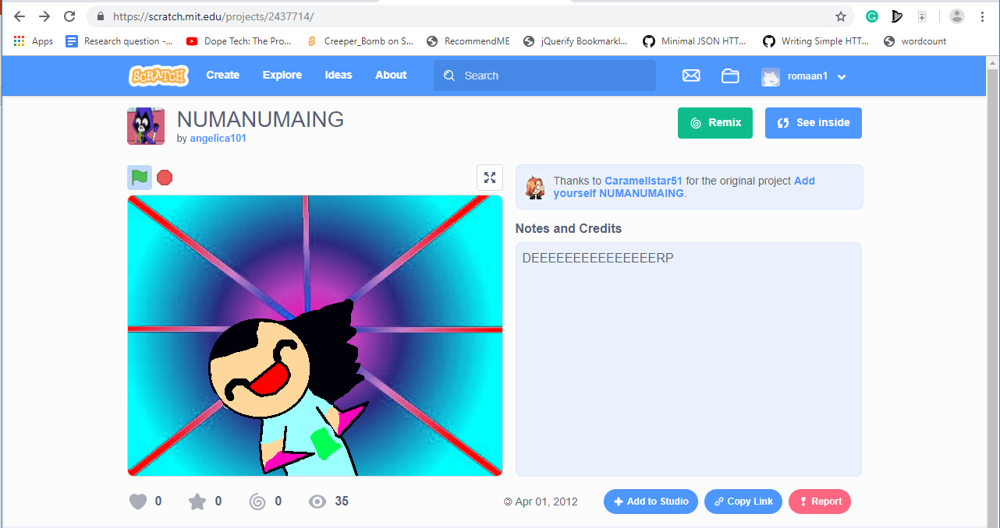 https://scratch.mit.edu/projects/2437714/
Apps Research question -... Dope Tech: The Pro... Creeper_Bomb on S... RecommendME jQuerify Bookmarkl... Minimal JSON HTT... Writing Simple HTT... wordcount
SCRATCH Create Explore Ideas About Search romaan1
NUMANUMAING
by angelica101
Remix See inside
Thanks to Caramellstar51 for the original project Add
yourself NUMANUMAING.
Notes and Credits
DEEEEEEEEEEEEEEERP
0 0 0 35
© Apr 01, 2012 Add to Studio Copy Link Report